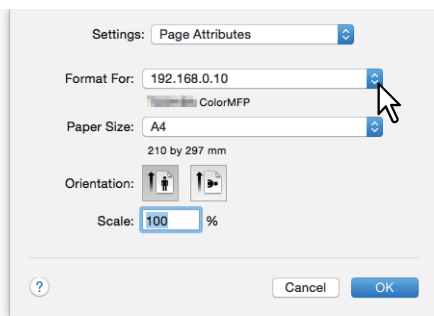 Settings: Page Attributes
Format For: 192.168.0.10
ColorMFP
Paper Size: A4
210 by 297 mm
Orientation:
Scale: 100 %
? Cancel OK